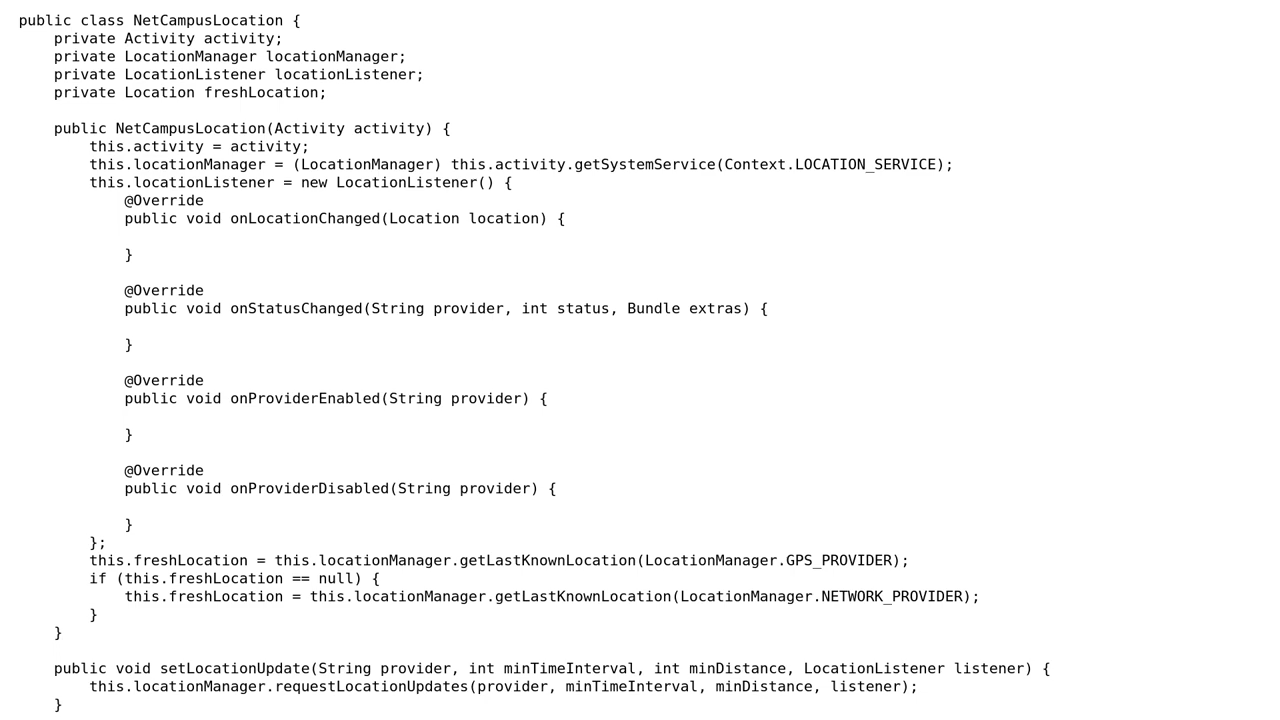 public class NetCampusLocation {
    private Activity activity;
    private LocationManager locationManager;
    private LocationListener locationListener;
    private Location freshLocation;

    public NetCampusLocation(Activity activity) {
        this.activity = activity;
        this.locationManager = (LocationManager) this.activity.getSystemService(Context.LOCATION_SERVICE);
        this.locationListener = new LocationListener() {
            @Override
            public void onLocationChanged(Location location) {

            }

            @Override
            public void onStatusChanged(String provider, int status, Bundle extras) {

            }

            @Override
            public void onProviderEnabled(String provider) {

            }

            @Override
            public void onProviderDisabled(String provider) {

            }
        };
        this.freshLocation = this.locationManager.getLastKnownLocation(LocationManager.GPS_PROVIDER);
        if (this.freshLocation == null) {
            this.freshLocation = this.locationManager.getLastKnownLocation(LocationManager.NETWORK_PROVIDER);
        }
    }

    public void setLocationUpdate(String provider, int minTimeInterval, int minDistance, LocationListener listener) {
        this.locationManager.requestLocationUpdates(provider, minTimeInterval, minDistance, listener);
    }